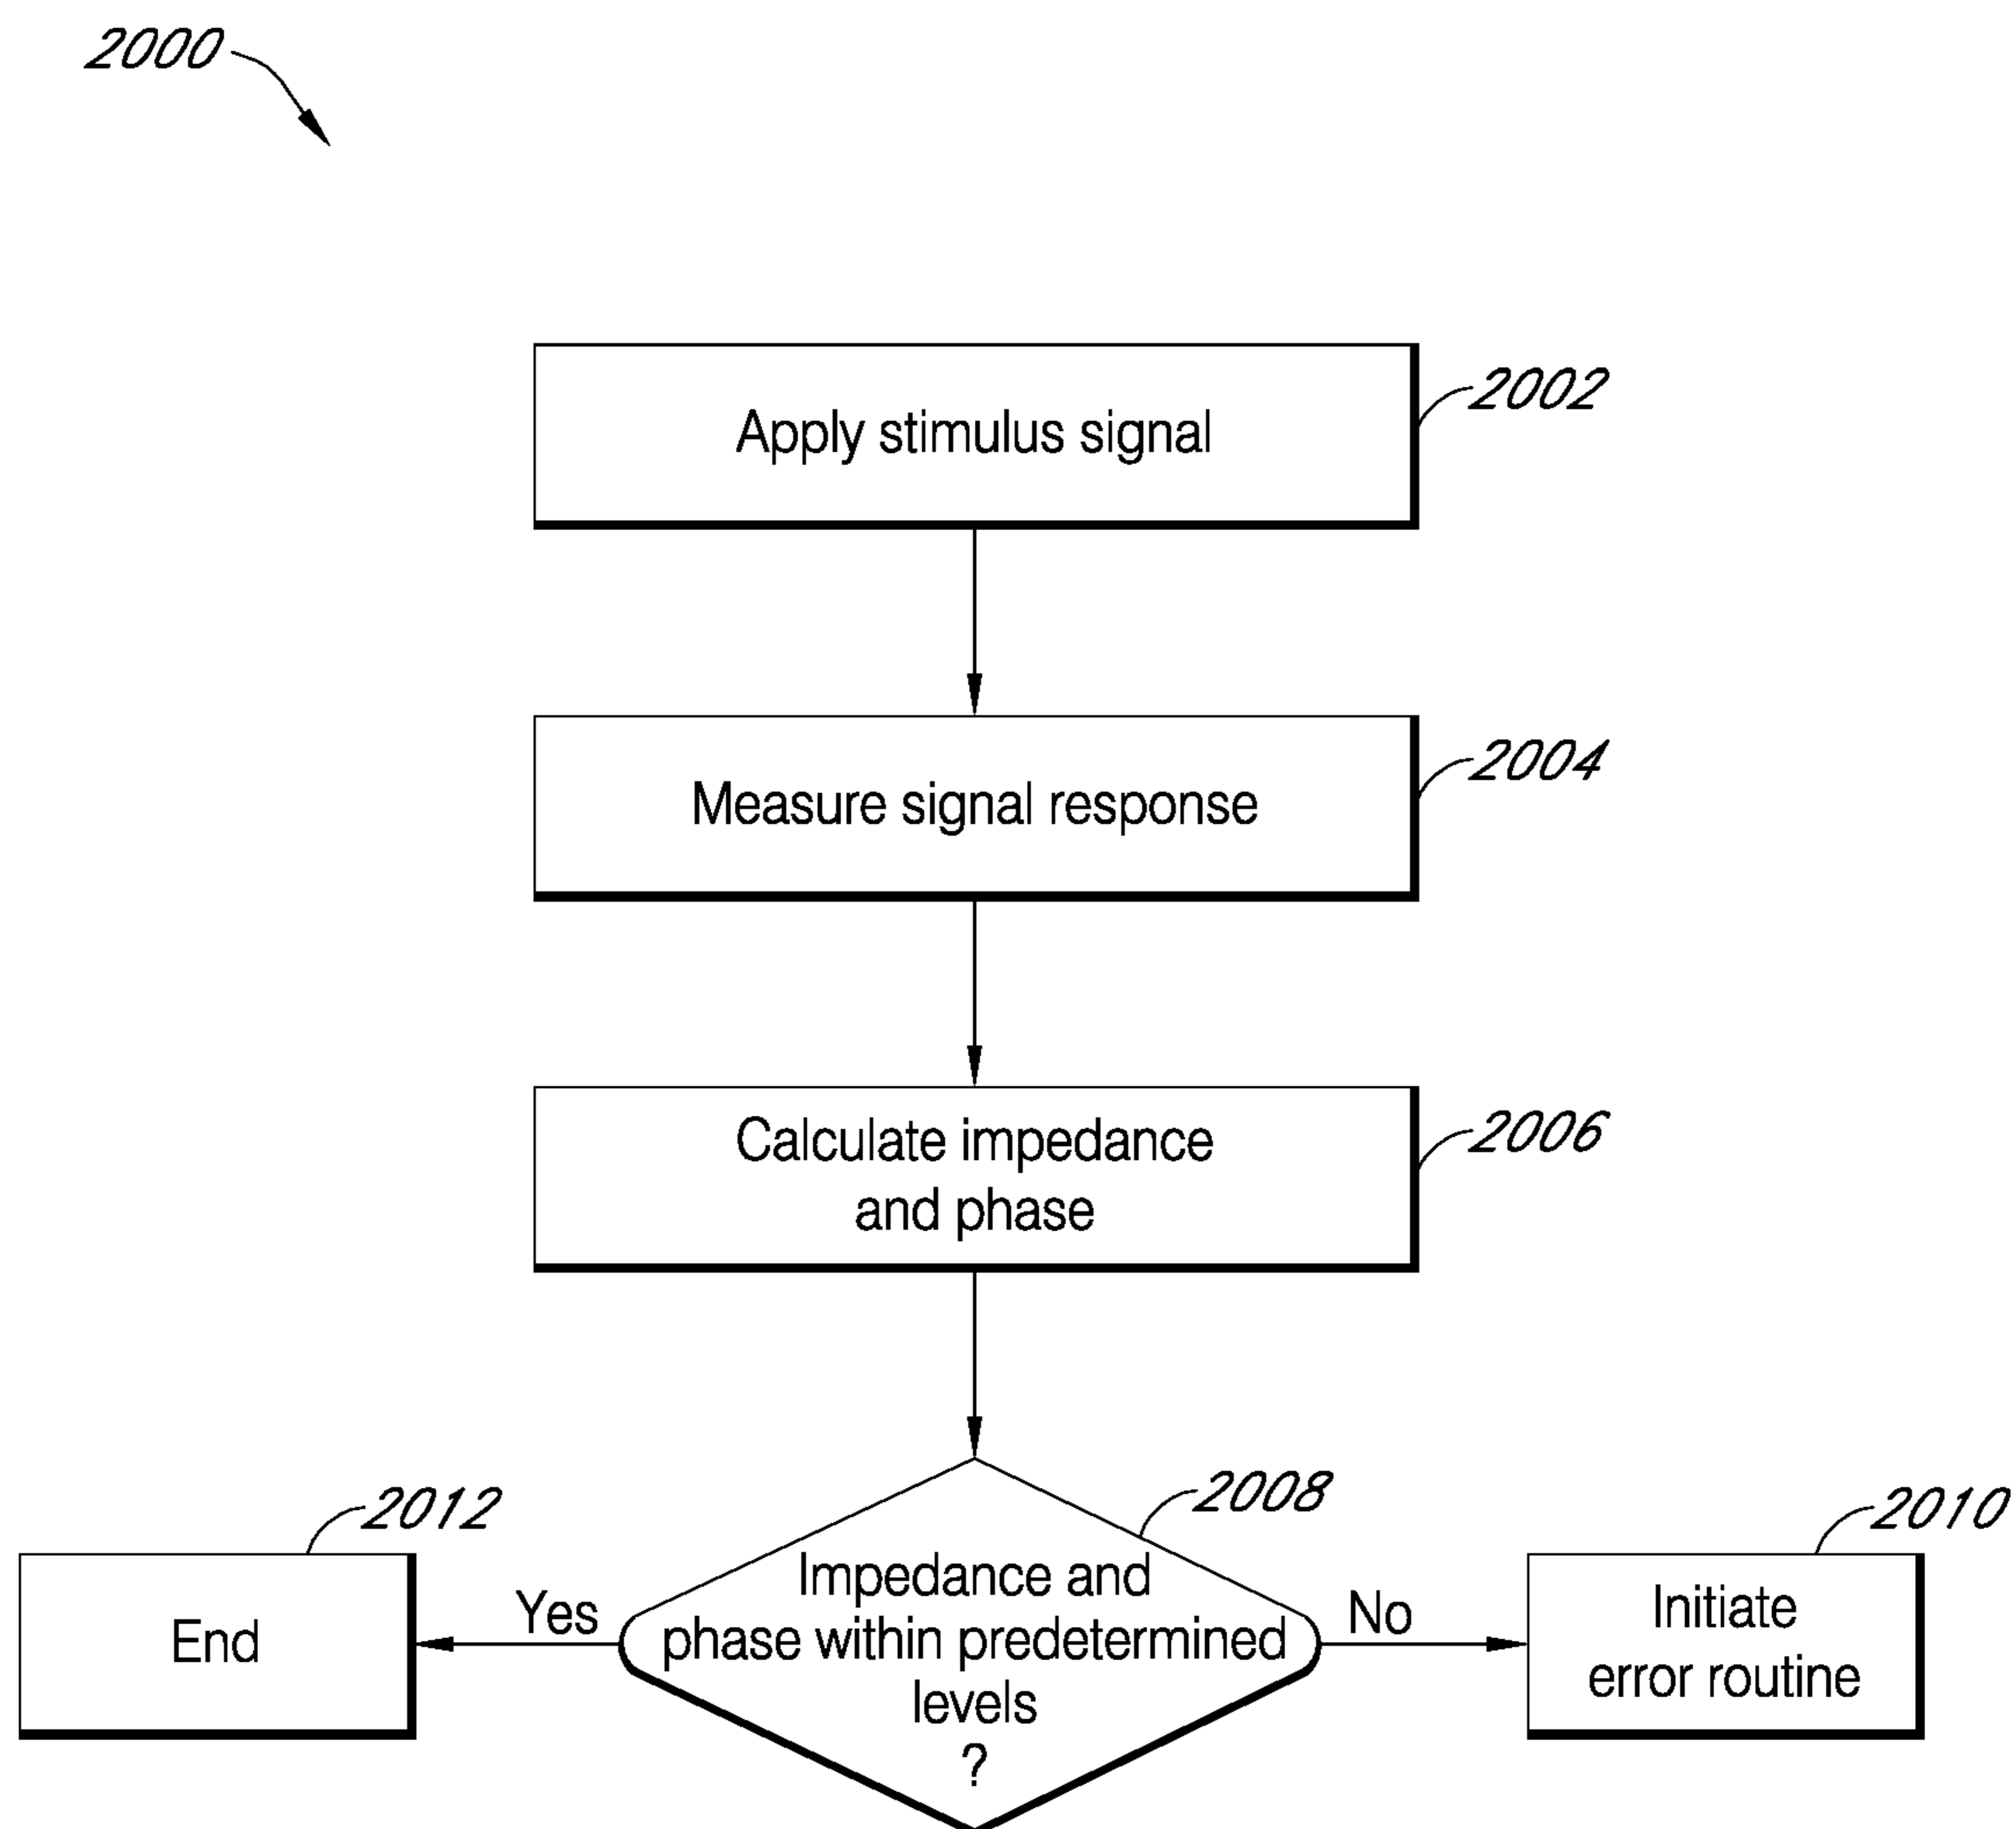 2000
Apply stimulus signal
2002
Measure signal response
2004
Calculate impedance
and phase
2006
2012
End
Yes
2008
Impedance and
phase within predetermined
levels
?
No
2010
Initiate
error routine